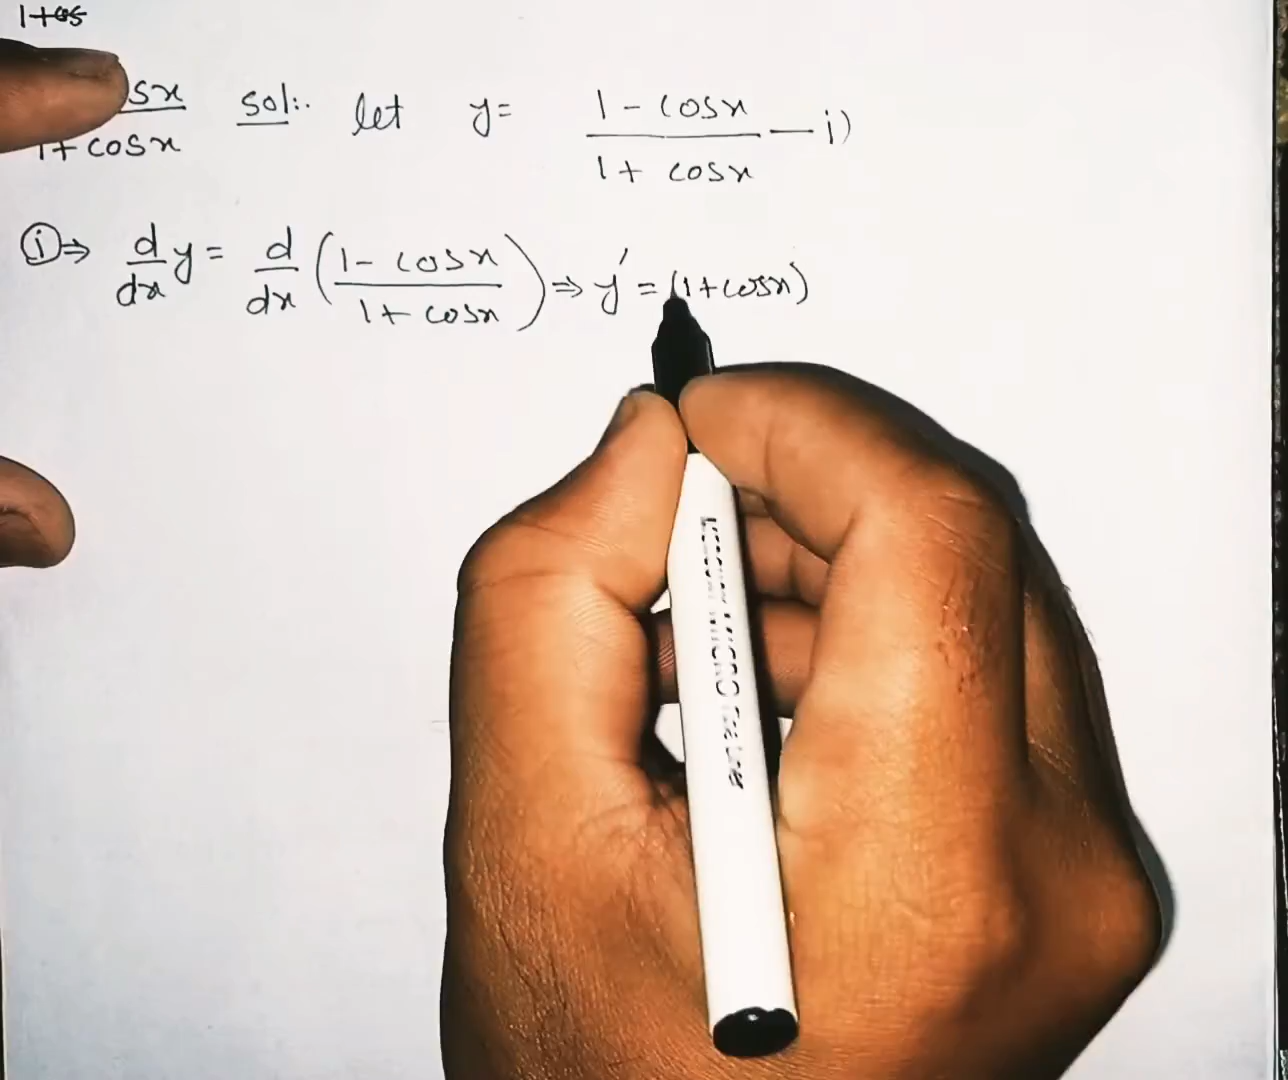 1+cos
sx/1+cosx sol:. let y= 1-cosx/1+cosx — i)
i ⇒ d/dx y= d/dx (1-cosx/1+cosx) ⇒ y' = (1+cosx)